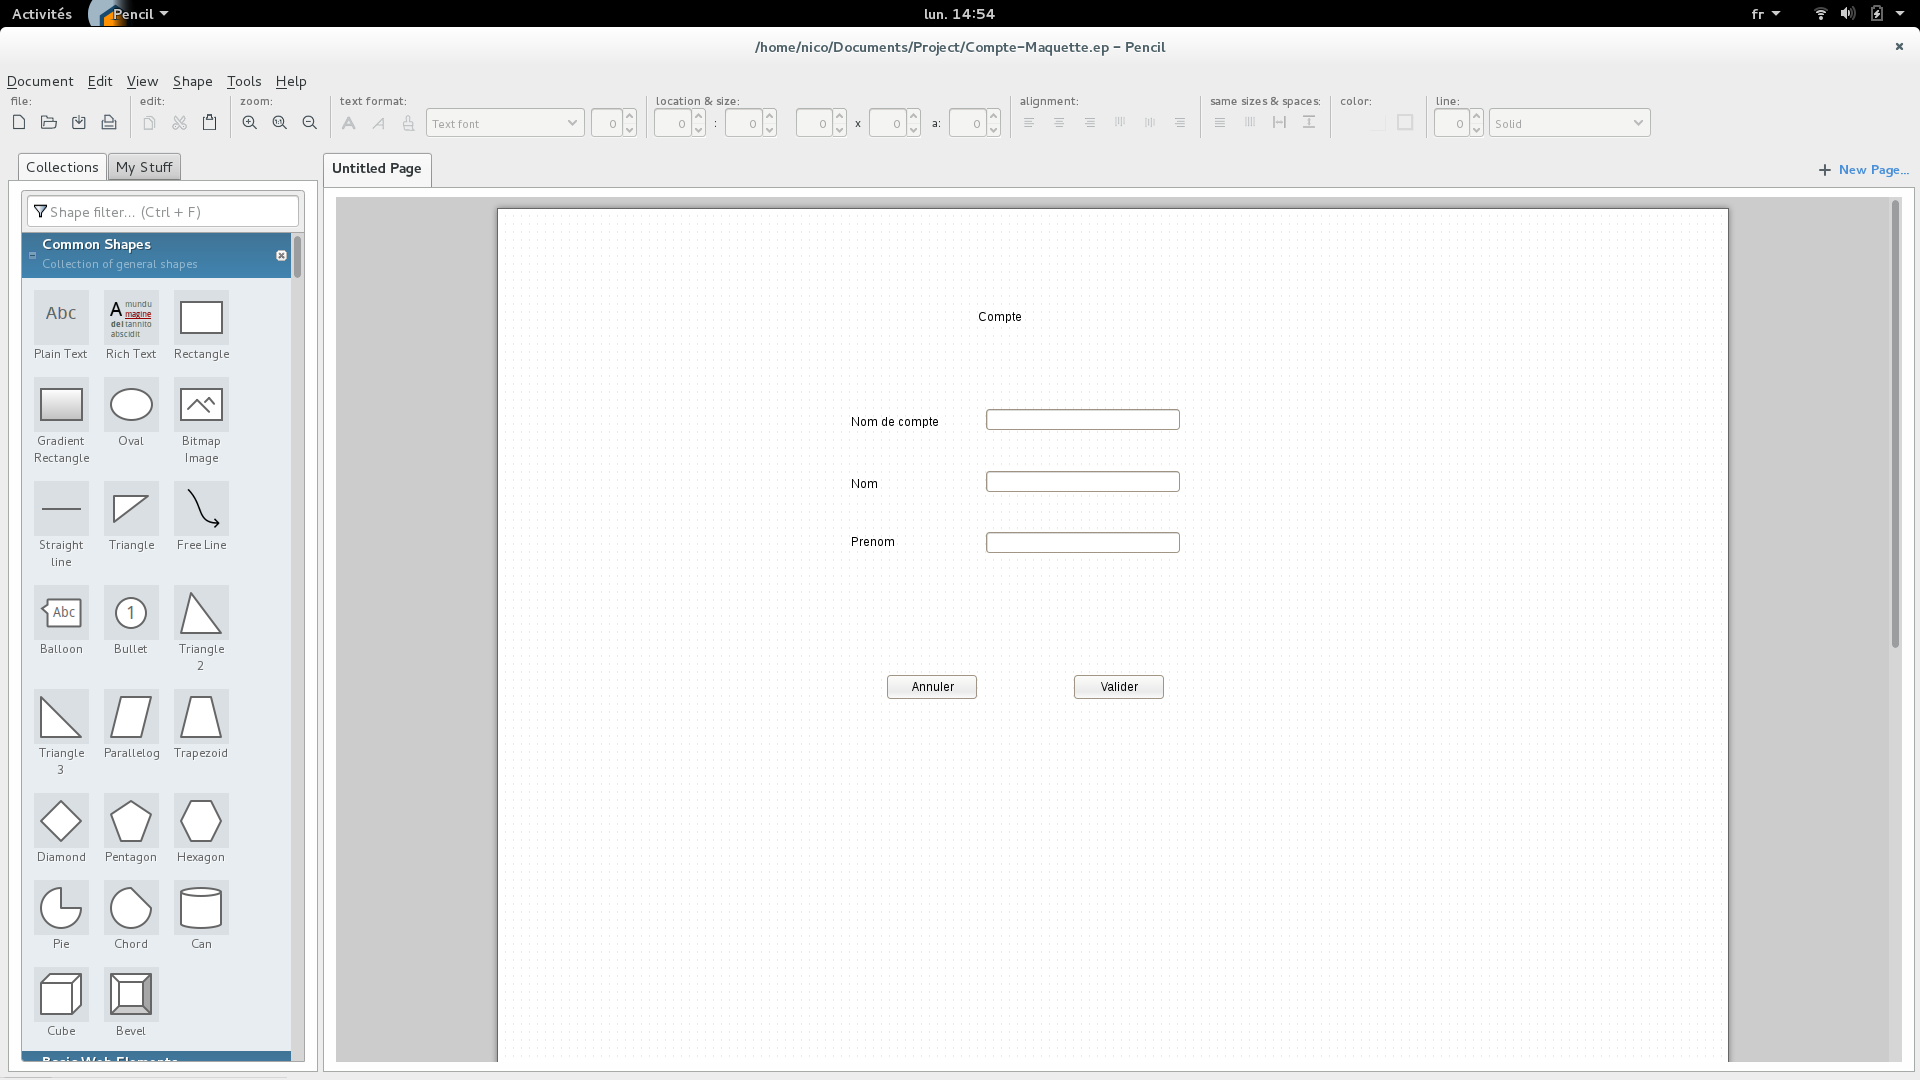 Activités
Pencil
lun. 14:54
fr
/home/nico/Documents/Project/Compte-Maquette.ep - Pencil
Document Edit View Shape Tools Help
file: edit: zoom: text format: location & size: alignment: same sizes & spaces: color: line:
Text font 0 0 : 0 0 x 0 a: 0 0 Solid
Collections My Stuff
Untitled Page
New Page...
Shape filter... (Ctrl + F)
Common Shapes
Collection of general shapes
Abc
A mundu
magine
del tannito
abscidit
Plain Text Rich Text Rectangle
Gradient Rectangle
Oval
Bitmap Image
Straight line
Triangle
Free Line
Abc
1
Balloon
Bullet
Triangle 2
Triangle 3
Parallelog
Trapezoid
Diamond Pentagon Hexagon
Pie Chord Can
Cube Bevel
Basic Web Elements
Compte
Nom de compte
Nom
Prenom
Annuler Valider